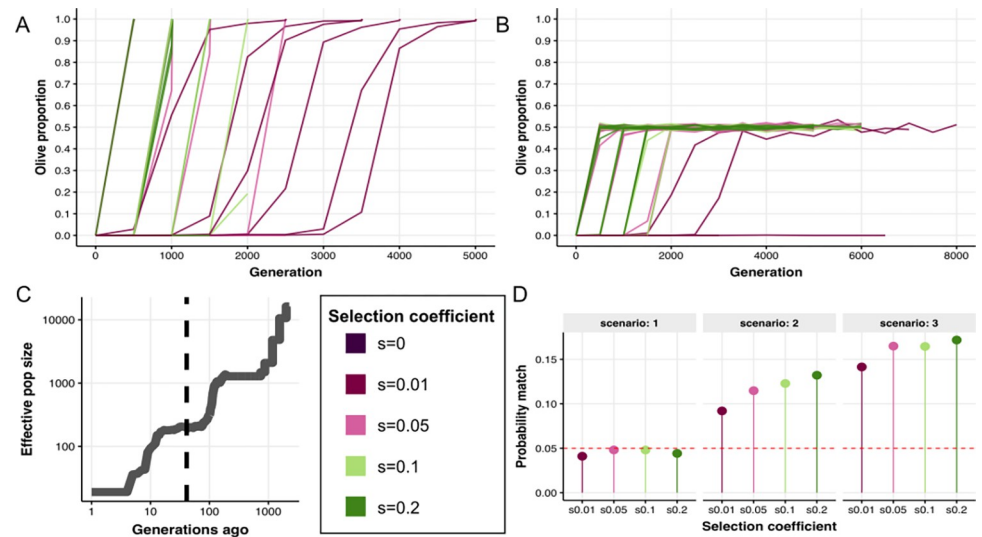 A
Olive proportion
1.0
0.9
0.8
0.7
0.6
0.5
0.4
0.3
0.2
0.1
0.0
0 1000 2000 3000 4000 5000
Generation
B
Olive proportion
1.0
0.9
0.8
0.7
0.6
0.5
0.4
0.3
0.2
0.1
0.0
0 2000 4000 6000 8000
Generation
C
Effective pop size
10000
1000
100
1 10 100 1000
Generations ago
Selection coefficient
s=0
s=0.01
s=0.05
s=0.1
s=0.2
D
scenario: 1 scenario: 2 scenario: 3
Probability match
0.15
0.10
0.05
0.00
s0.01 s0.05 s0.1 s0.2 s0.01 s0.05 s0.1 s0.2 s0.01 s0.05 s0.1 s0.2
Selection coefficient